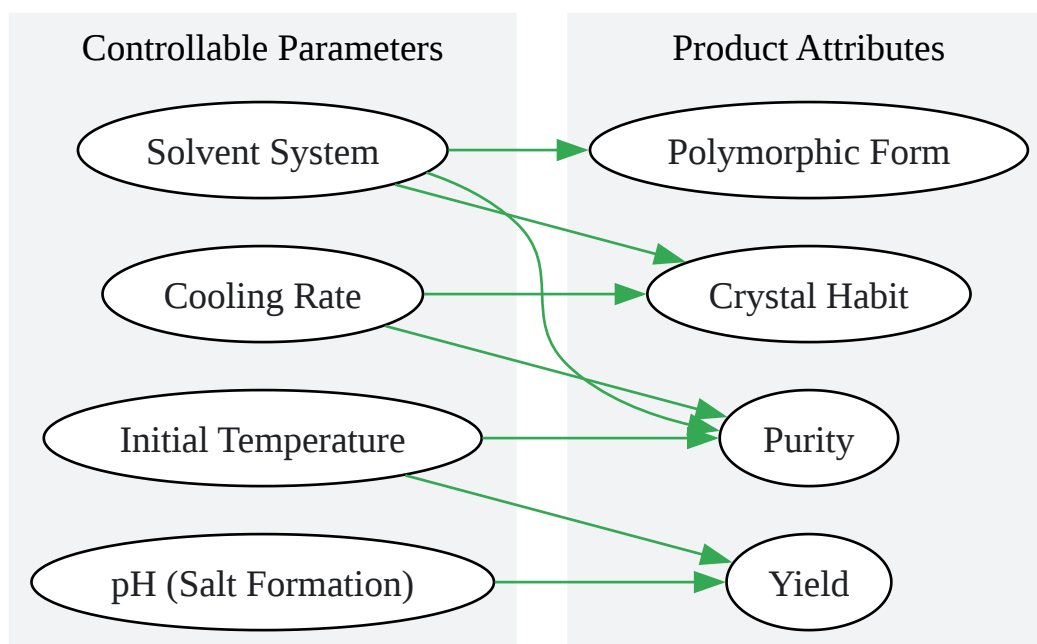 Controllable Parameters
Solvent System
Cooling Rate
Initial Temperature
pH (Salt Formation)
Product Attributes
Polymorphic Form
Crystal Habit
Purity
Yield